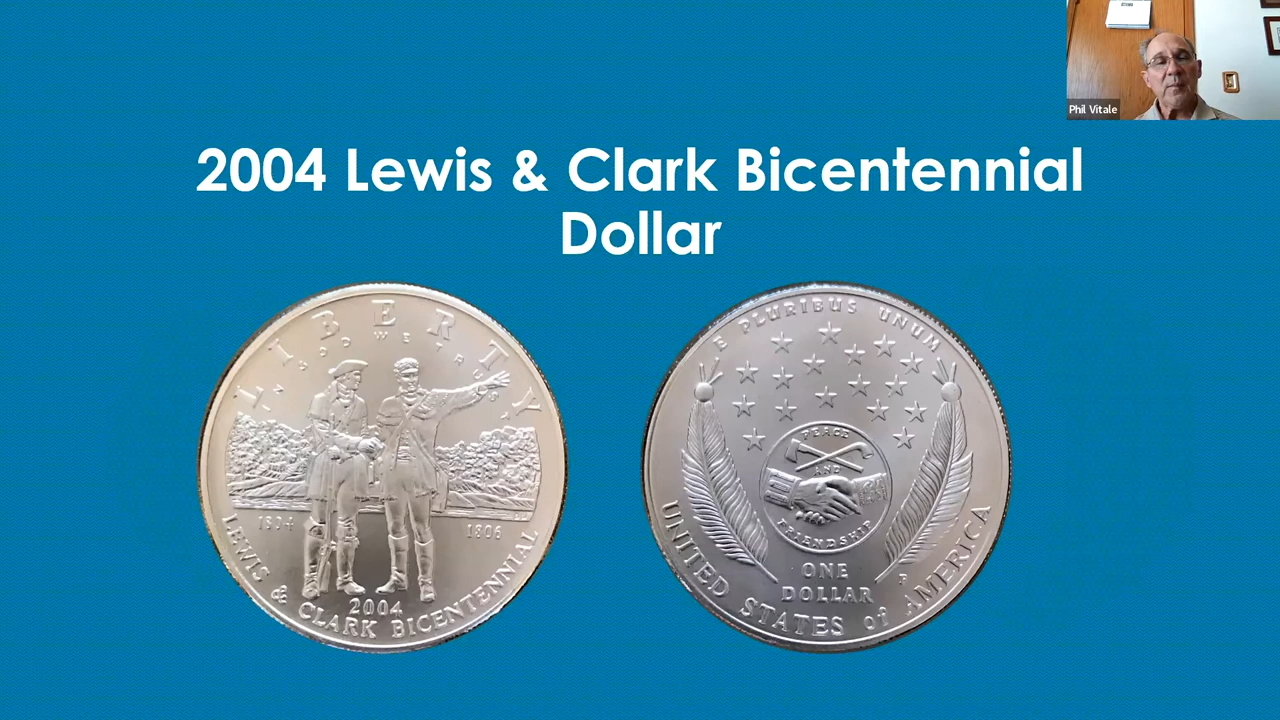 Phil Vitale
2004 Lewis & Clark Bicentennial
Dollar
LIBERTY
IN GOD WE TRUST
1804
1806
2004
LEWIS & CLARK BICENTENNIAL
E PLURIBUS UNUM
PEACE
AND
FRIENDSHIP
ONE
DOLLAR
P
UNITED STATES of AMERICA